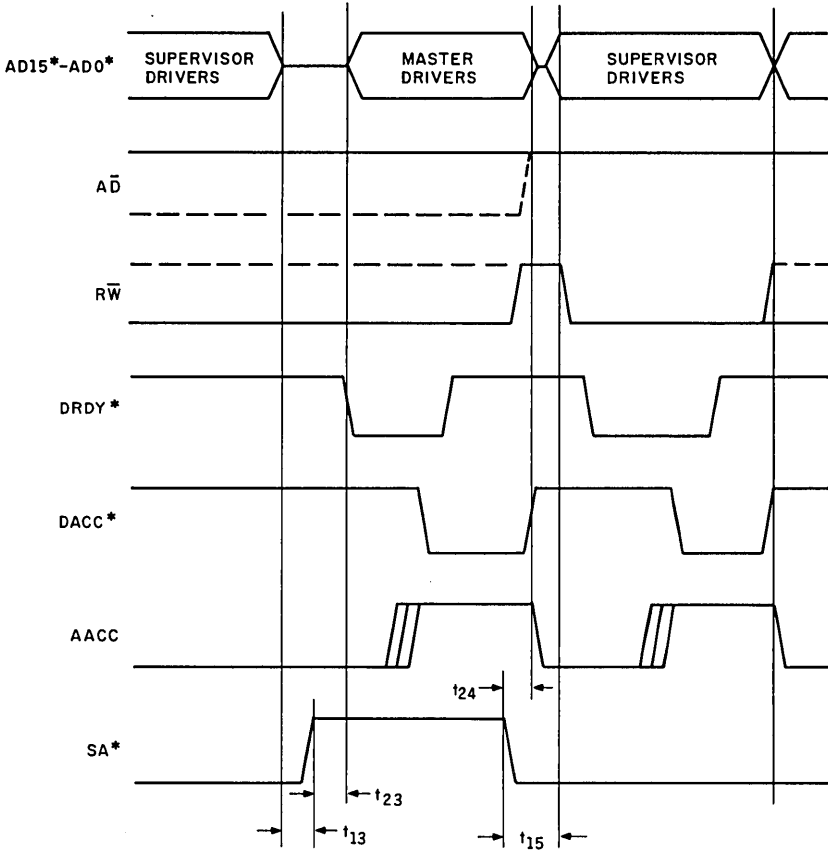 AD15*-AD0*
SUPERVISOR
DRIVERS
MASTER
DRIVERS
SUPERVISOR
DRIVERS
AD̅
RW̅
DRDY*
DACC*
AACC
t24
SA*
t23
t13
t15